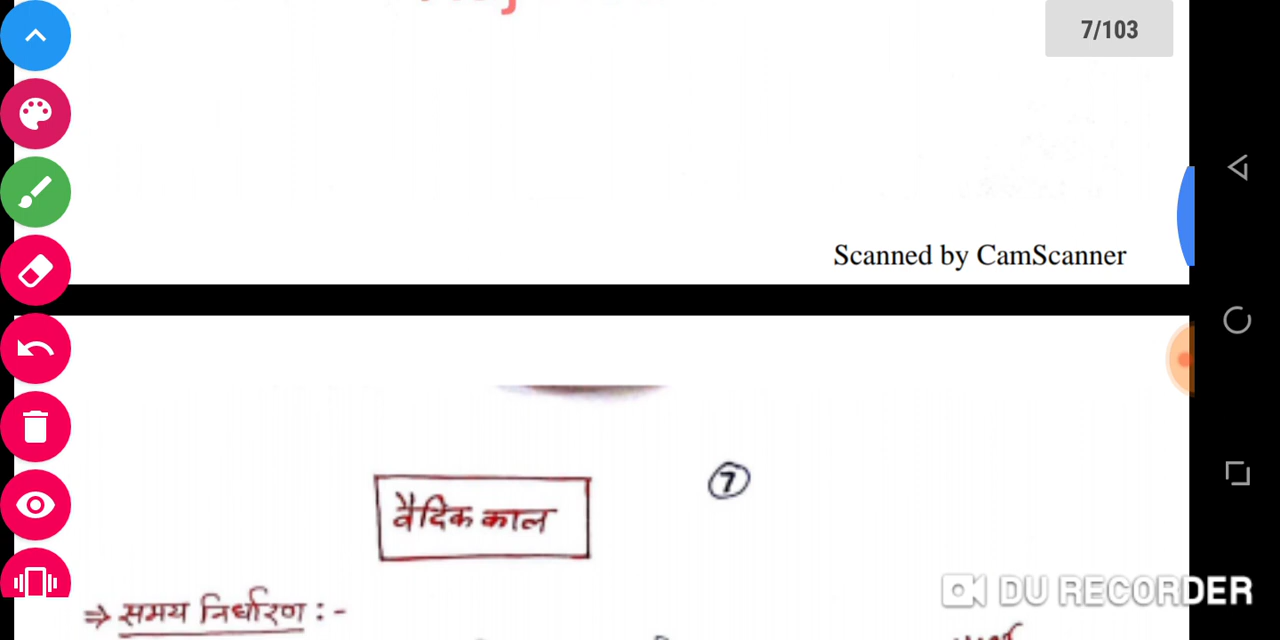 7/103
Scanned by CamScanner
7
वैदिक काल
⇒ समय निर्धारण :-
DU RECORDER